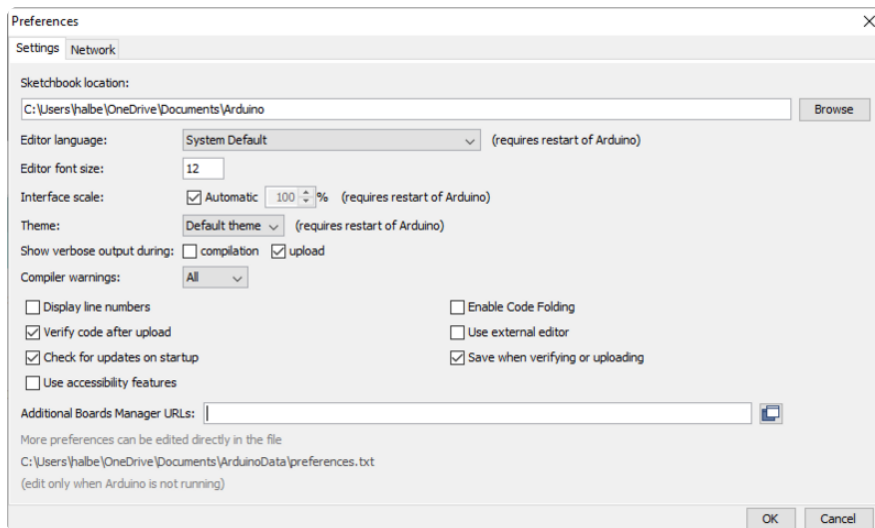 Preferences
Settings Network
Sketchbook location:
C:\Users\halbe\OneDrive\Documents\Arduino Browse
Editor language: System Default (requires restart of Arduino)
Editor font size: 12
Interface scale: Automatic 100 % (requires restart of Arduino)
Theme: Default theme (requires restart of Arduino)
Show verbose output during: compilation upload
Compiler warnings: All
Display line numbers Enable Code Folding
Verify code after upload Use external editor
Check for updates on startup Save when verifying or uploading
Use accessibility features
Additional Boards Manager URLs:
More preferences can be edited directly in the file
C:\Users\halbe\OneDrive\Documents\ArduinoData\preferences.txt
(edit only when Arduino is not running)
OK Cancel